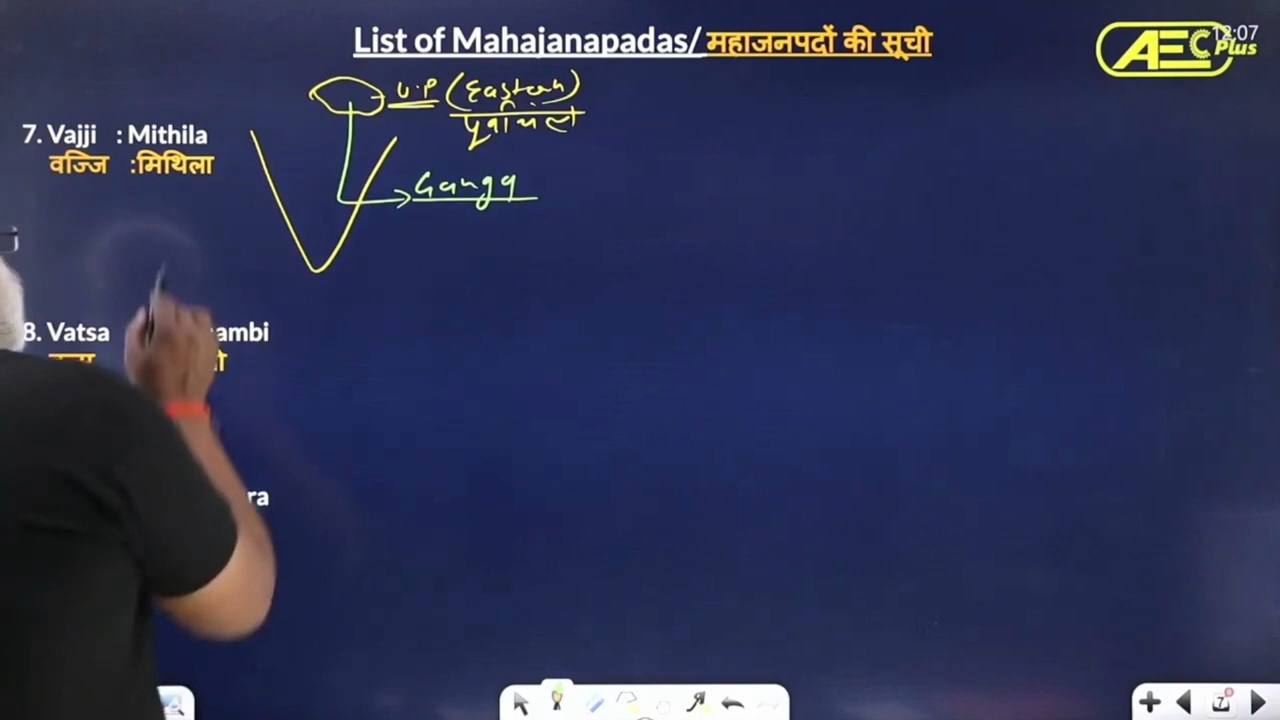 List of Mahajanapadas/ महाजनपदों की सूची
12:07
AEC Plus
U.P (Eastern)
7. Vajji : Mithila
वज्जि :मिथिला
Ganga
8. Vatsa ambi
ra